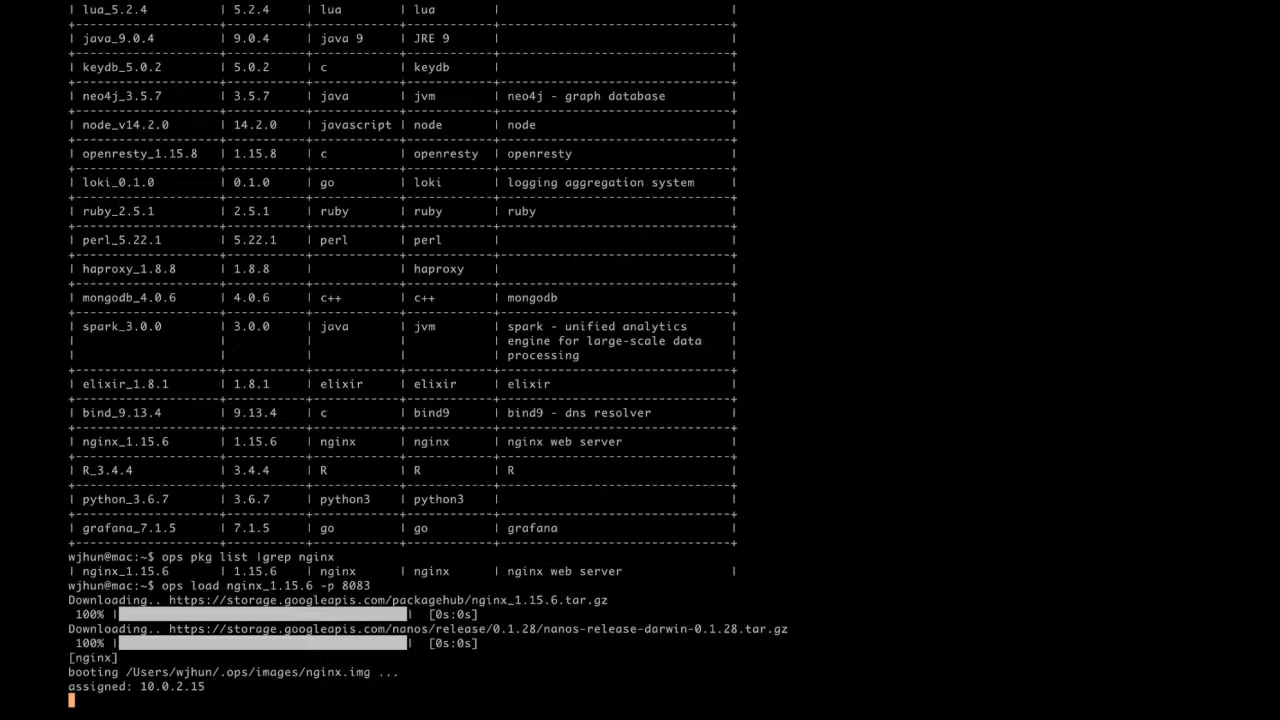 | lua_5.2.4 | 5.2.4 | lua | lua |
| java_9.0.4 | 9.0.4 | java 9 | JRE 9 |
| keydb_5.0.2 | 5.0.2 | c | keydb |
| neo4j_3.5.7 | 3.5.7 | java | jvm | neo4j - graph database |
| node_v14.2.0 | 14.2.0 | javascript | node | node |
| openresty_1.15.8 | 1.15.8 | c | openresty | openresty |
| loki_0.1.0 | 0.1.0 | go | loki | logging aggregation system |
| ruby_2.5.1 | 2.5.1 | ruby | ruby | ruby |
| perl_5.22.1 | 5.22.1 | perl | perl | |
| haproxy_1.8.8 | 1.8.8 | | haproxy | |
| mongodb_4.0.6 | 4.0.6 | c++ | c++ | mongodb |
| spark_3.0.0 | 3.0.0 | java | jvm | spark - unified analytics |
| | | | | engine for large-scale data |
| | | | | processing |
| elixir_1.8.1 | 1.8.1 | elixir | elixir | elixir |
| bind_9.13.4 | 9.13.4 | c | bind9 | bind9 - dns resolver |
| nginx_1.15.6 | 1.15.6 | nginx | nginx | nginx web server |
| R_3.4.4 | 3.4.4 | R | R | R |
| python_3.6.7 | 3.6.7 | python3 | python3 | |
| grafana_7.1.5 | 7.1.5 | go | go | grafana |
wjhun@mac:~$ ops pkg list |grep nginx
| nginx_1.15.6 | 1.15.6 | nginx | nginx | nginx web server |
wjhun@mac:~$ ops load nginx_1.15.6 -p 8083
Downloading.. https://storage.googleapis.com/packagehub/nginx_1.15.6.tar.gz
100% | | [0s:0s]
Downloading.. https://storage.googleapis.com/nanos/release/0.1.28/nanos-release-darwin-0.1.28.tar.gz
100% | | [0s:0s]
[nginx]
booting /Users/wjhun/.ops/images/nginx.img ...
assigned: 10.0.2.15